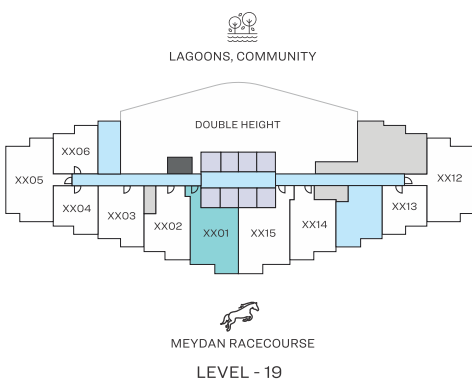 LAGOONS, COMMUNITY
DOUBLE HEIGHT
XX06
XX05
XX12
XX04
XX03
XX02
XX01
XX15
XX14
XX13
MEYDAN RACECOURSE
LEVEL - 19